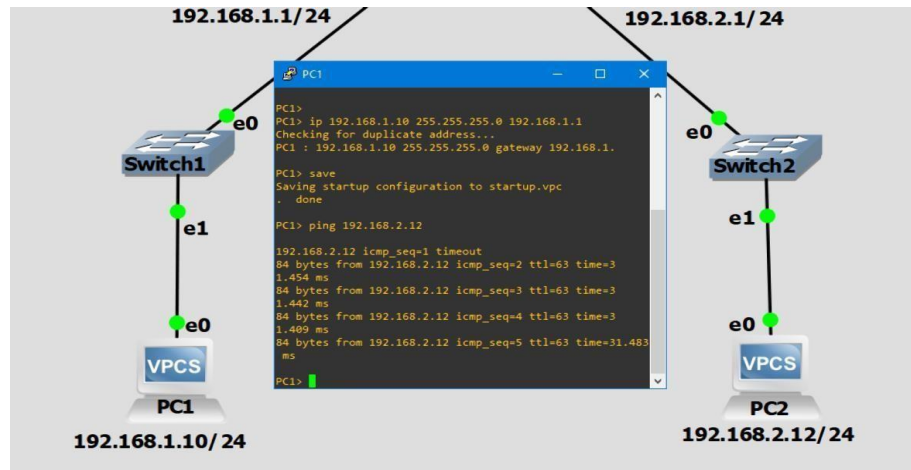 192.168.1.1/24
192.168.2.1/24
PC1
PC1>
PC1> ip 192.168.1.10 255.255.255.0 192.168.1.1
Checking for duplicate address...
PC1 : 192.168.1.10 255.255.255.0 gateway 192.168.1.
PC1> save
Saving startup configuration to startup.vpc
.  done
PC1> ping 192.168.2.12
192.168.2.12 icmp_seq=1 timeout
84 bytes from 192.168.2.12 icmp_seq=2 ttl=63 time=3
1.454 ms
84 bytes from 192.168.2.12 icmp_seq=3 ttl=63 time=3
1.442 ms
84 bytes from 192.168.2.12 icmp_seq=4 ttl=63 time=3
1.409 ms
84 bytes from 192.168.2.12 icmp_seq=5 ttl=63 time=31.483
ms
PC1>
e0
Switch1
e1
e0
VPCS
PC1
192.168.1.10/24
e0
Switch2
e1
e0
VPCS
PC2
192.168.2.12/24